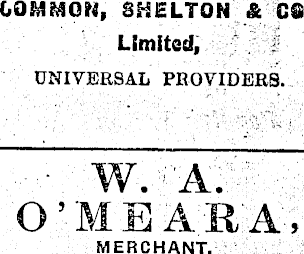 COMMON, SHELTON & CO
Limited,
UNIVERSAL PROVIDERS.
W. A.
O'MEARA,
MERCHANT.